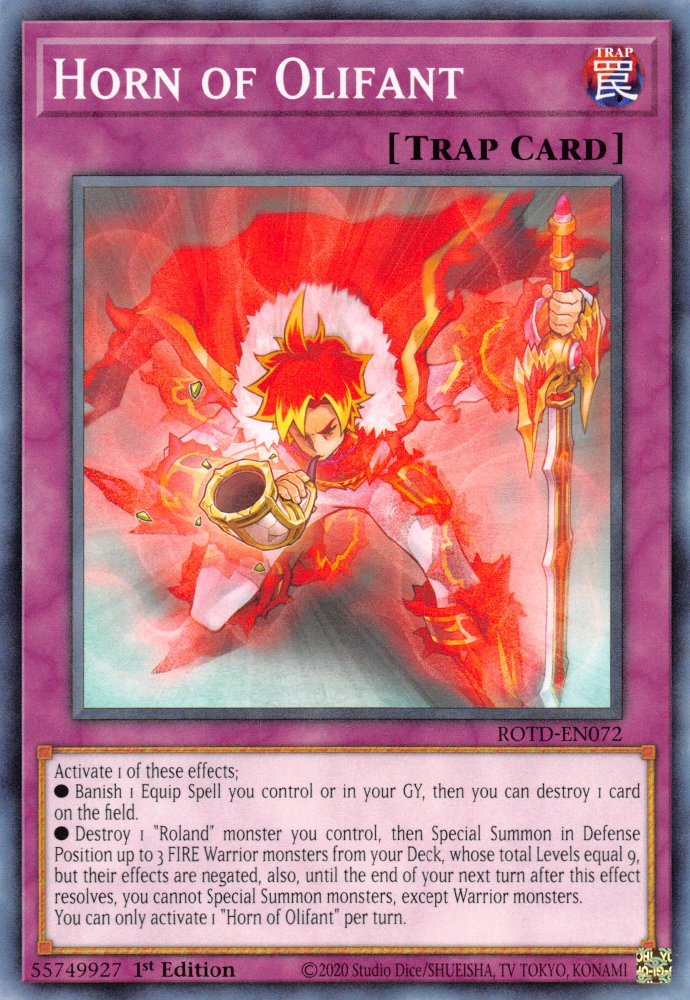 HORN OF OLIFANT
TRAP
罠
[TRAP CARD]
ROTD-EN072
Activate 1 of these effects;
● Banish 1 Equip Spell you control or in your GY, then you can destroy 1 card
on the field.
● Destroy 1 "Roland" monster you control, then Special Summon in Defense
Position up to 3 FIRE Warrior monsters from your Deck, whose total Levels equal 9,
but their effects are negated, also, until the end of your next turn after this effect
resolves, you cannot Special Summon monsters, except Warrior monsters.
You can only activate 1 "Horn of Olifant" per turn.
55749927 1st Edition ©2020 Studio Dice/SHUEISHA, TV TOKYO, KONAMI